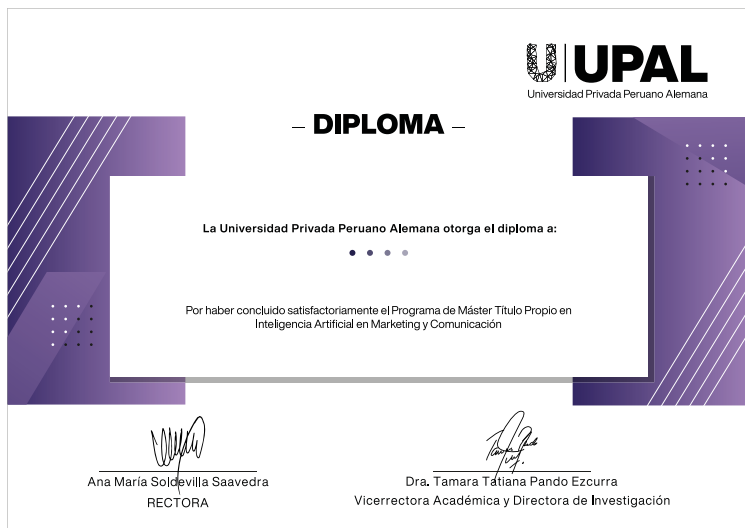 UPAL
Universidad Privada Peruano Alemana
– DIPLOMA –
La Universidad Privada Peruano Alemana otorga el diploma a:
Por haber concluido satisfactoriamente el Programa de Máster Título Propio en
Inteligencia Artificial en Marketing y Comunicación
Ana María Soldevilla Saavedra
RECTORA
Dra. Tamara Tatiana Pando Ezcurra
Vicerrectora Académica y Directora de Investigación